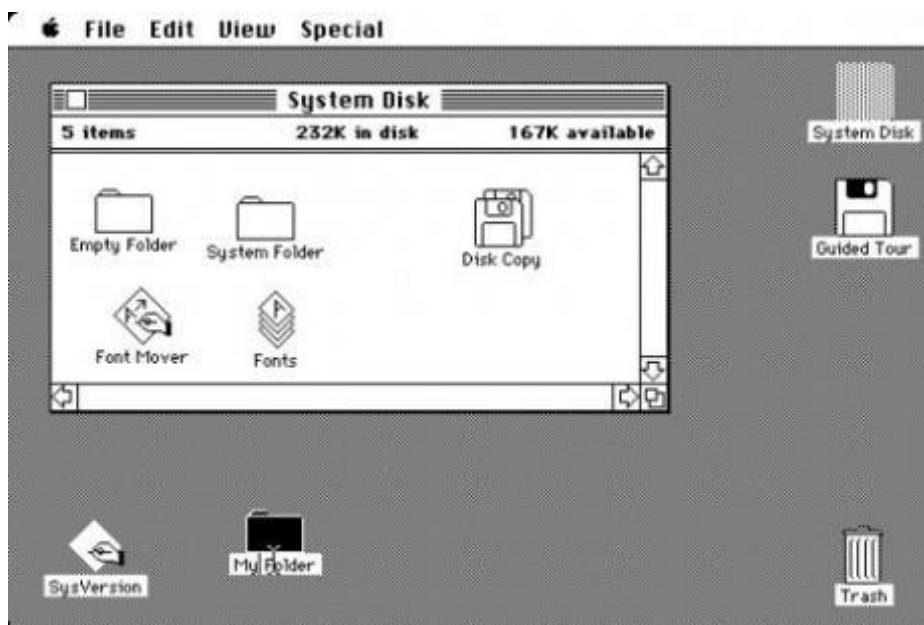 File Edit View Special
System Disk
5 items 232K in disk 167K available
Empty Folder
System Folder
Disk Copy
Font Mover
Fonts
System Disk
Guided Tour
SysVersion
My Folder
Trash